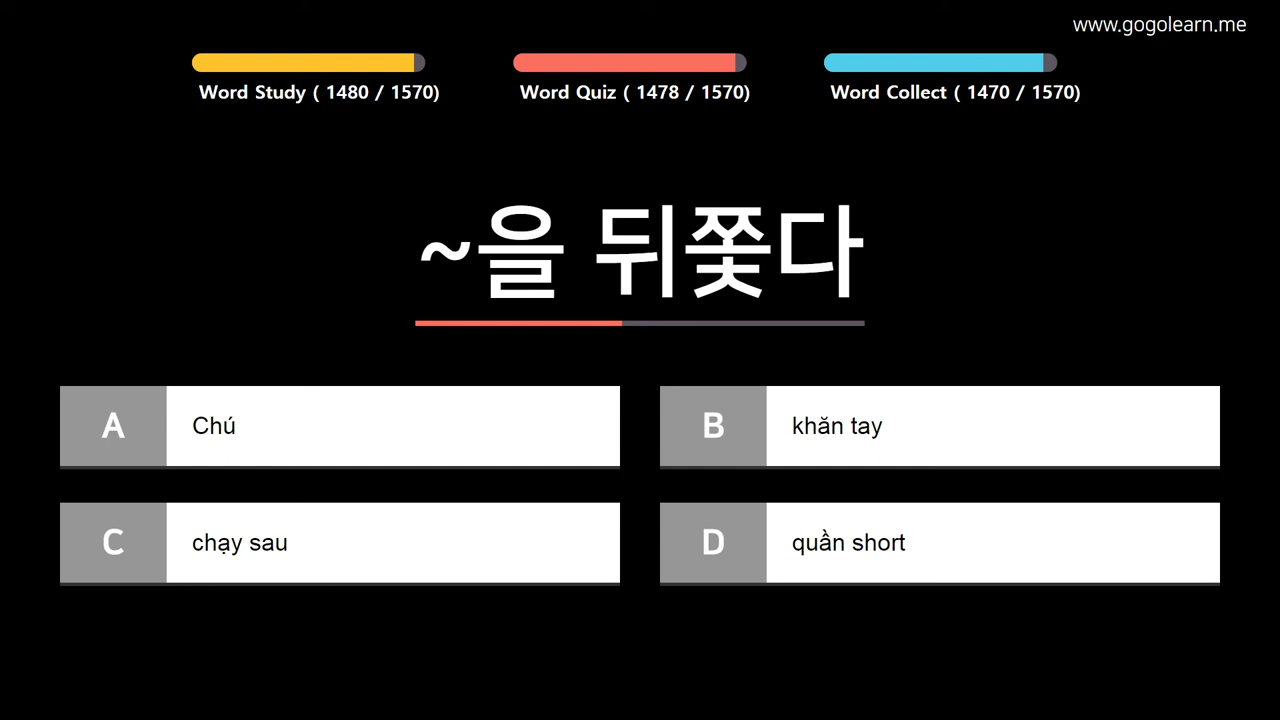 www.gogolearn.me
Word Study ( 1480 / 1570)
Word Quiz ( 1478 / 1570)
Word Collect ( 1470 / 1570)
~을 뒤쫓다
A Chú
B khăn tay
C chạy sau
D quần short